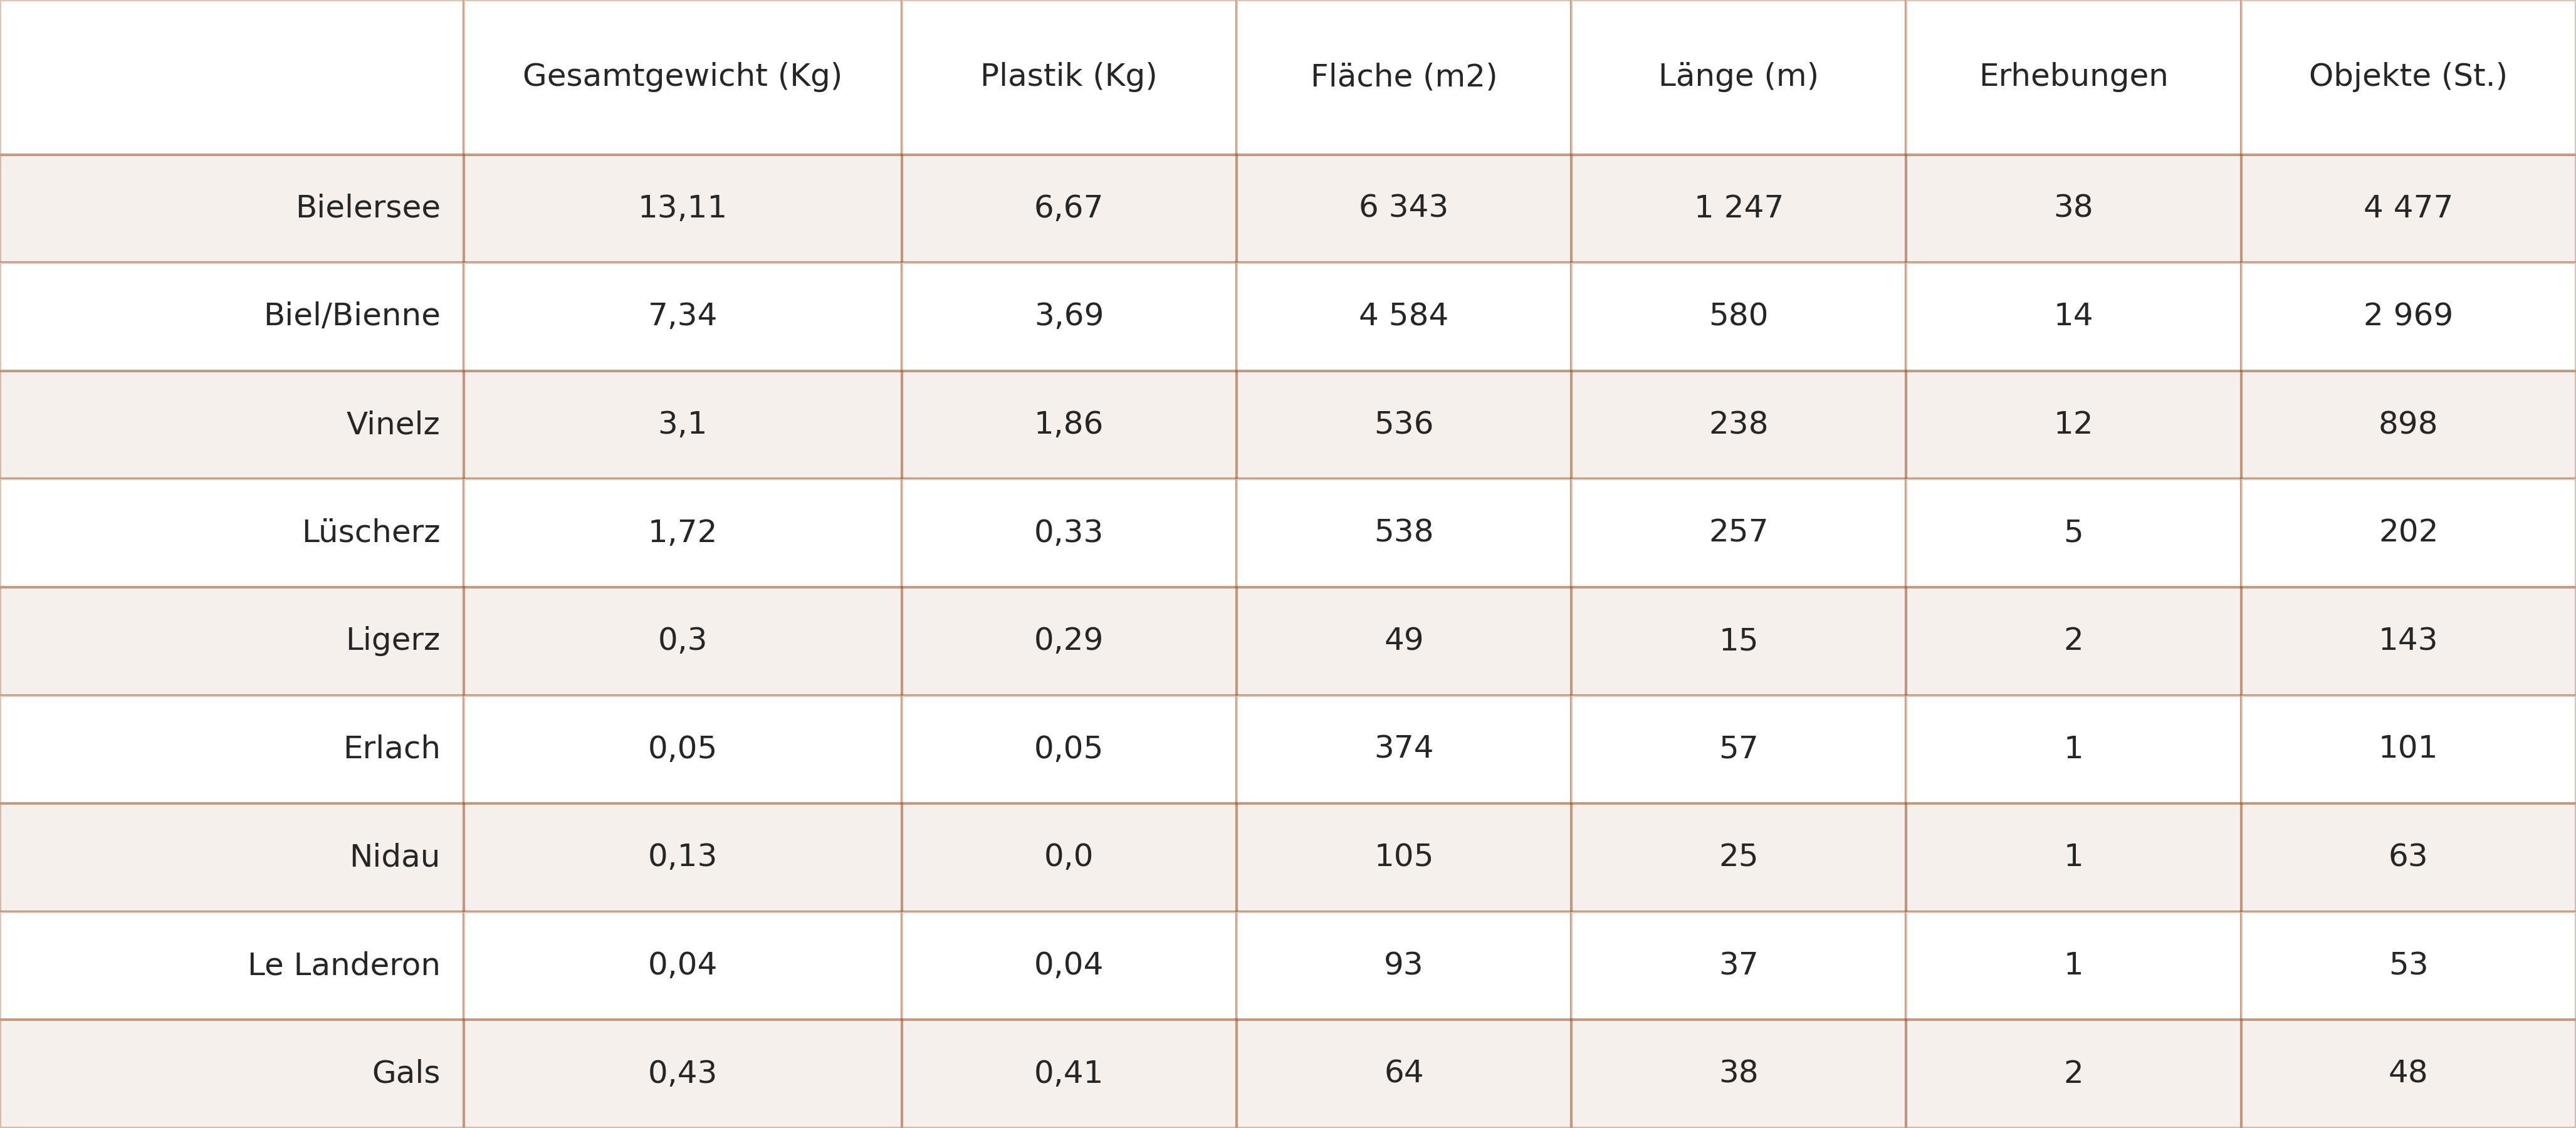 Gesamtgewicht (Kg) Plastik (Kg) Fläche (m2) Länge (m) Erhebungen Objekte (St.)
Bielersee 13,11 6,67 6 343 1 247 38 4 477
Biel/Bienne 7,34 3,69 4 584 580 14 2 969
Vinelz 3,1 1,86 536 238 12 898
Lüscherz 1,72 0,33 538 257 5 202
Ligerz 0,3 0,29 49 15 2 143
Erlach 0,05 0,05 374 57 1 101
Nidau 0,13 0,0 105 25 1 63
Le Landeron 0,04 0,04 93 37 1 53
Gals 0,43 0,41 64 38 2 48